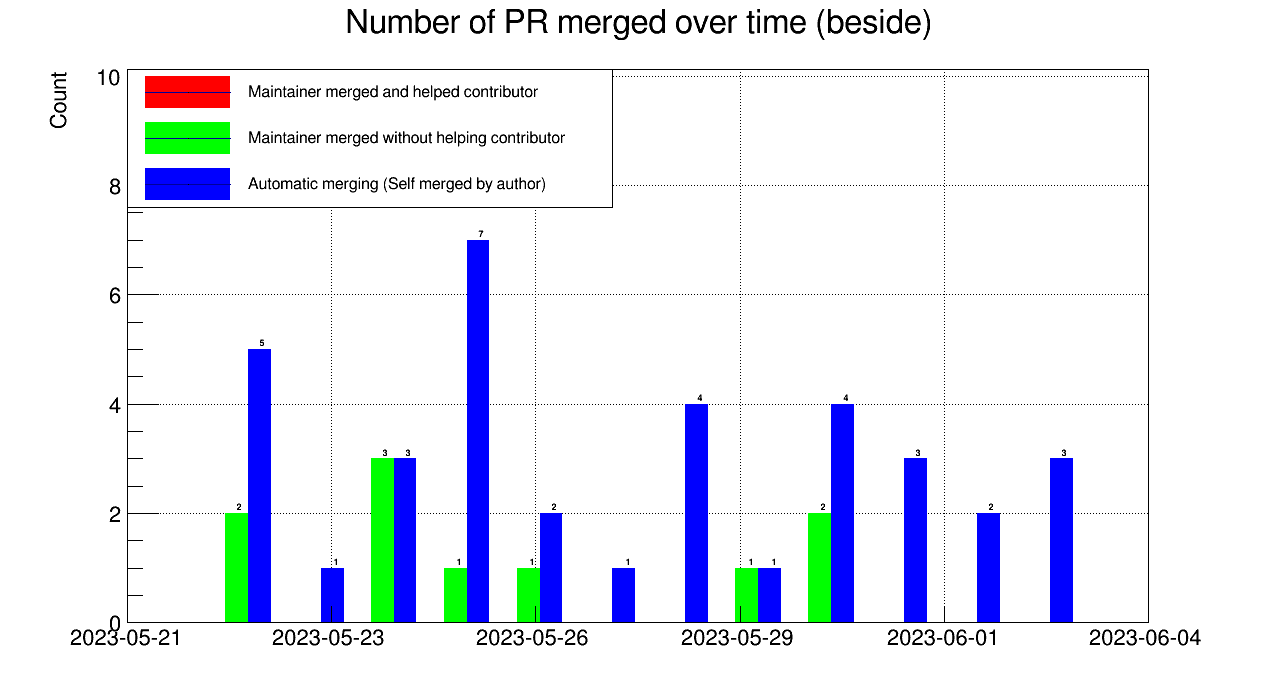 Number of PR merged over time (beside)
Count
10
Maintainer merged and helped contributor
Maintainer merged without helping contributor
8
Automatic merging (Self merged by author)
7
6
5
4
4 4
3 3 3 3
2
2 2 2 2
1 1 1 1 1 1
0
2023-05-21 2023-05-23 2023-05-26 2023-05-29 2023-06-01 2023-06-04